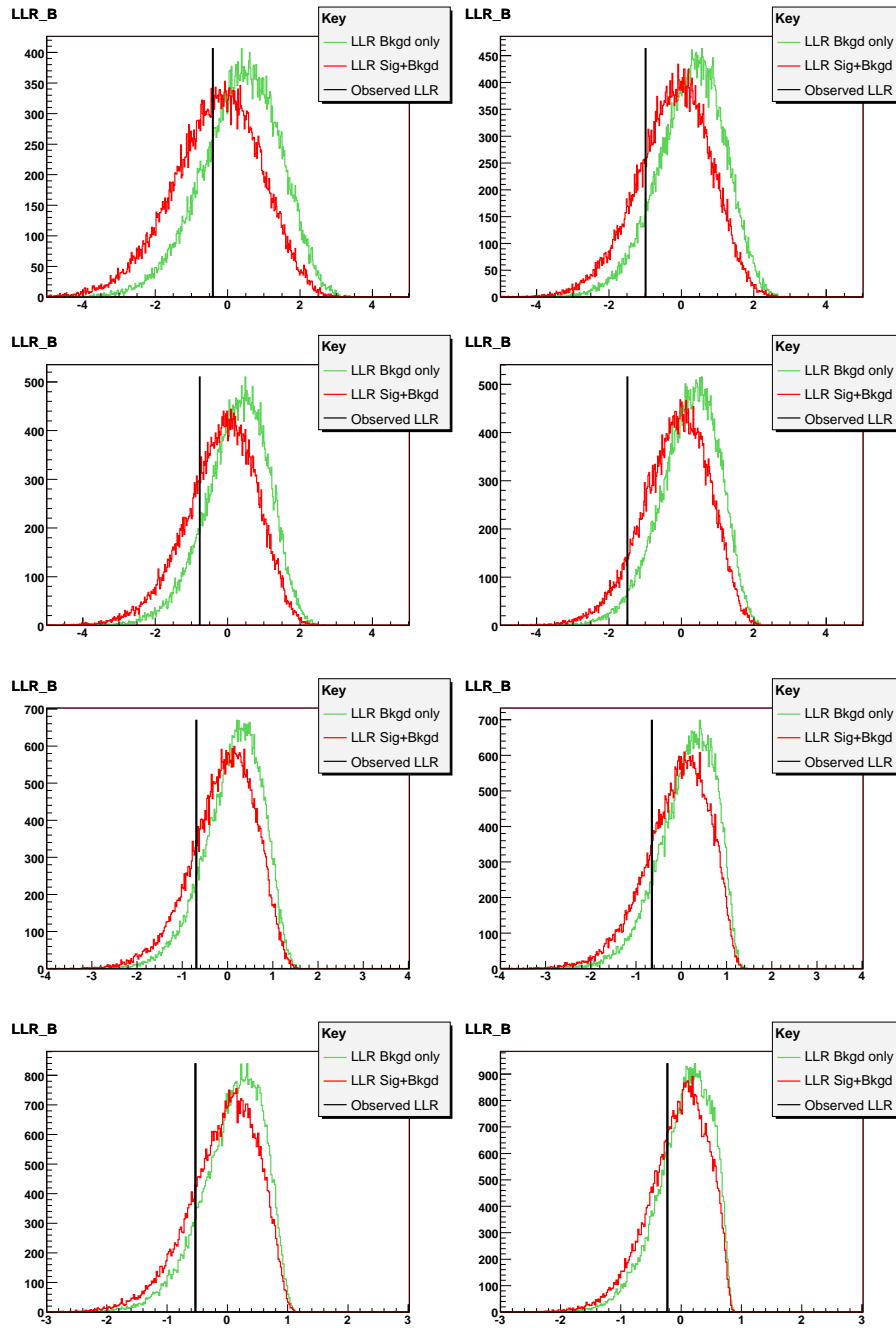 LLR_B
Key
LLR Bkgd only
LLR Sig+Bkgd
Observed LLR
400
350
300
250
200
150
100
50
0
-4 -2 0 2 4
LLR_B
Key
LLR Bkgd only
LLR Sig+Bkgd
Observed LLR
450
400
350
300
250
200
150
100
50
0
-4 -2 0 2 4
LLR_B
Key
LLR Bkgd only
LLR Sig+Bkgd
Observed LLR
500
400
300
200
100
0
-4 -2 0 2 4
LLR_B
Key
LLR Bkgd only
LLR Sig+Bkgd
Observed LLR
500
400
300
200
100
0
-4 -2 0 2 4
LLR_B
Key
LLR Bkgd only
LLR Sig+Bkgd
Observed LLR
700
600
500
400
300
200
100
0
-4 -3 -2 -1 0 1 2 3 4
LLR_B
Key
LLR Bkgd only
LLR Sig+Bkgd
Observed LLR
700
600
500
400
300
200
100
0
-4 -3 -2 -1 0 1 2 3 4
LLR_B
Key
LLR Bkgd only
LLR Sig+Bkgd
Observed LLR
800
700
600
500
400
300
200
100
0
-3 -2 -1 0 1 2 3
LLR_B
Key
LLR Bkgd only
LLR Sig+Bkgd
Observed LLR
900
800
700
600
500
400
300
200
100
0
-3 -2 -1 0 1 2 3